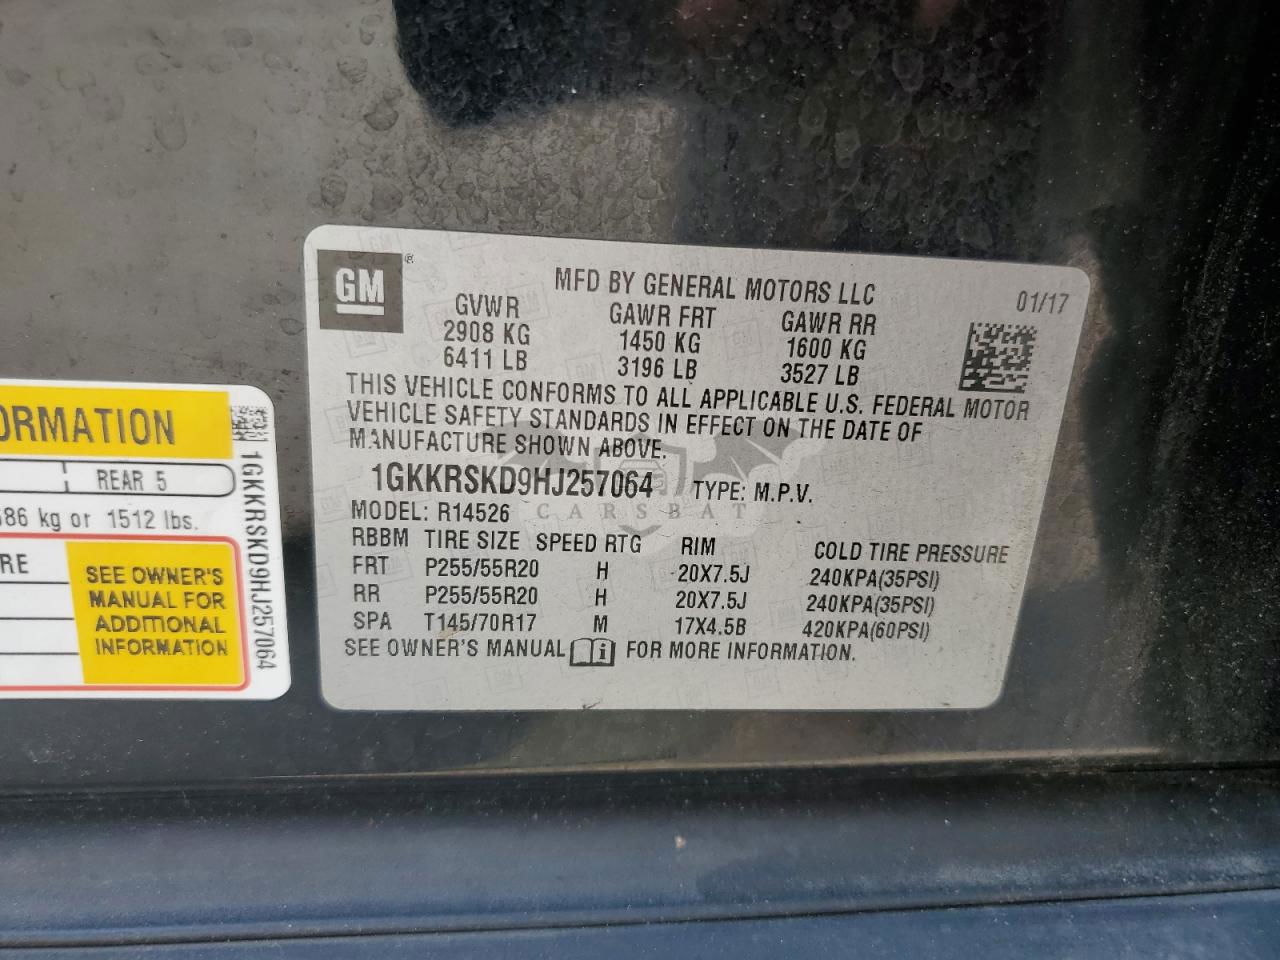 GM
MFD BY GENERAL MOTORS LLC
01/17
GVWR GAWR FRT GAWR RR
2908 KG 1450 KG 1600 KG
6411 LB 3196 LB 3527 LB
THIS VEHICLE CONFORMS TO ALL APPLICABLE U.S. FEDERAL MOTOR
VEHICLE SAFETY STANDARDS IN EFFECT ON THE DATE OF
MANUFACTURE SHOWN ABOVE.
1GKKRSKD9HJ257064 TYPE: M.P.V.
CARSBAT
MODEL: R14526
RBBM TIRE SIZE SPEED RTG RIM COLD TIRE PRESSURE
FRT P255/55R20 H 20X7.5J 240KPA(35PSI)
RR P255/55R20 H 20X7.5J 240KPA(35PSI)
SPA T145/70R17 M 17X4.5B 420KPA(60PSI)
SEE OWNER'S MANUAL FOR MORE INFORMATION.
ORMATION
REAR 5
686 kg or 1512 lbs.
RE
SEE OWNER'S
MANUAL FOR
ADDITIONAL
INFORMATION
1GKKRSKD9HJ257064